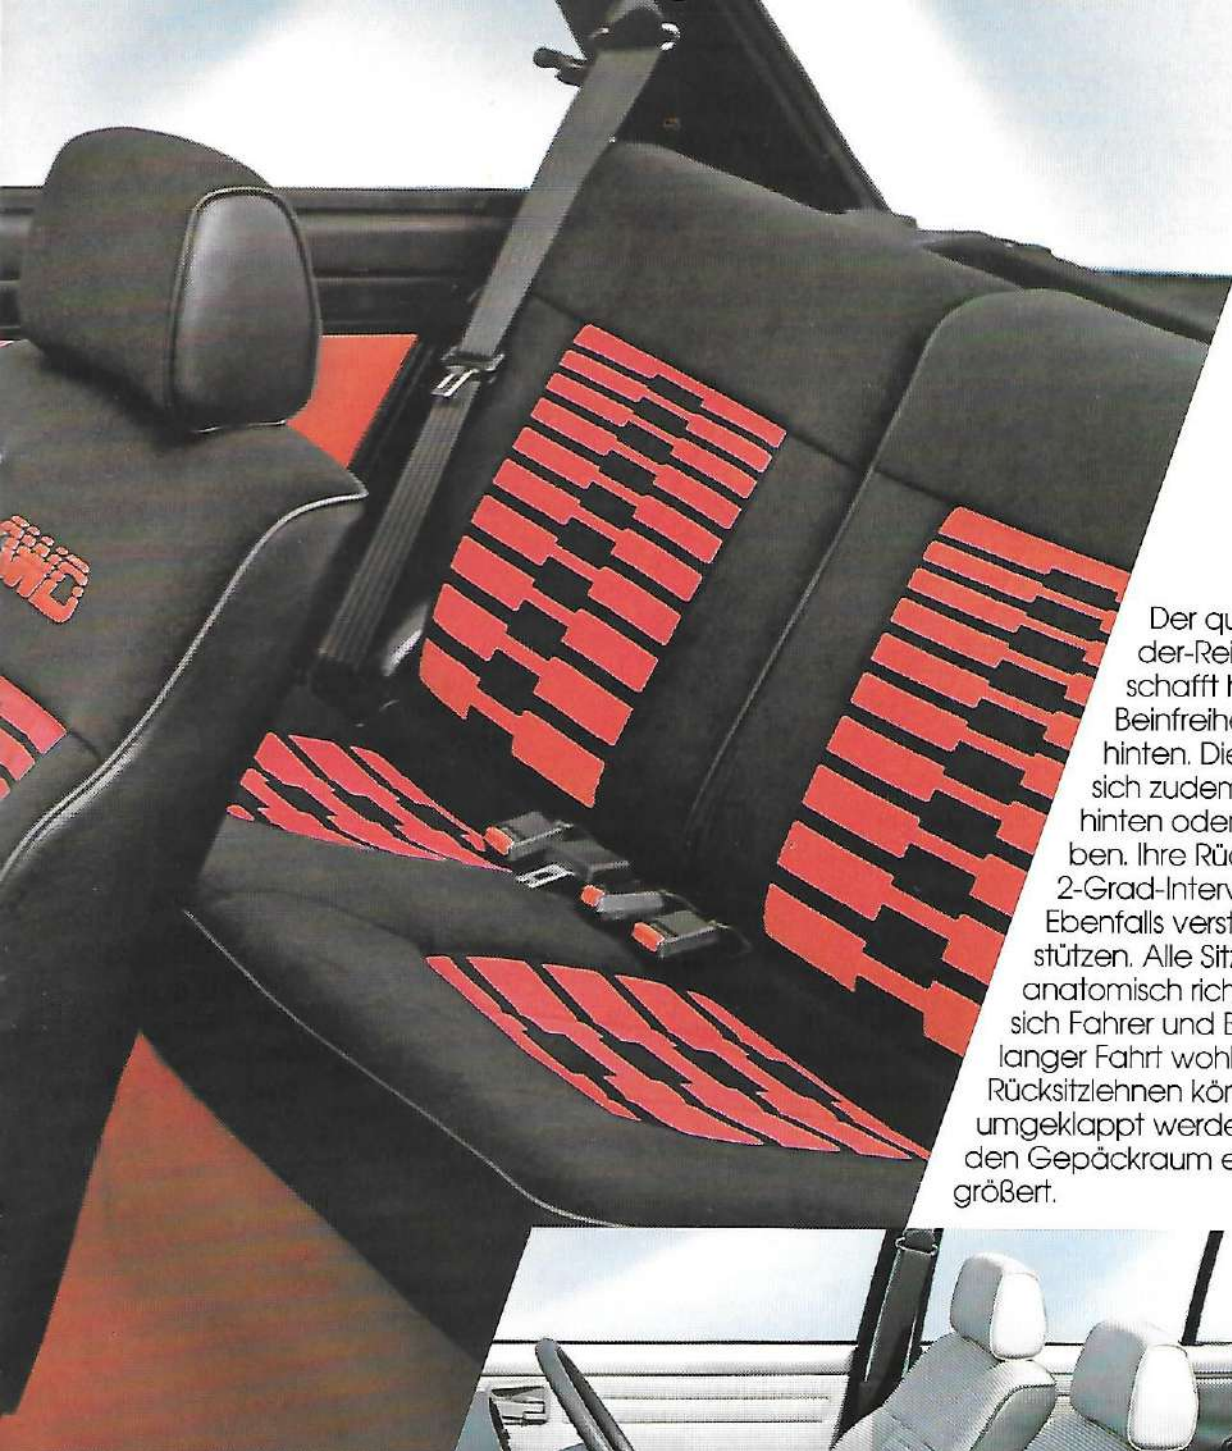 4WD
Der qu
der-Rei
schafft h
Beinfreihe
hinten. Die
sich zudem
hinten oder
ben. Ihre Rüc
2-Grad-Interv
Ebenfalls verst
stützen. Alle Sitz
anatomisch rich
sich Fahrer und B
langer Fahrt wohl
Rücksitzlehnen kön
umgeklappt werde
den Gepäckraum e
größert.